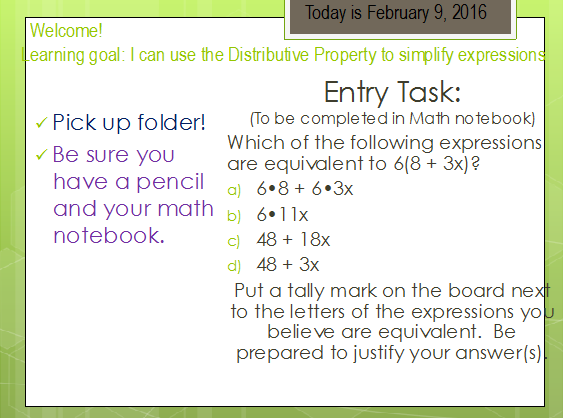 Today is February 9, 2016
Welcome!
Learning goal: I can use the Distributive Property to simplify expressions
✓ Pick up folder!
✓ Be sure you
have a pencil
and your math
notebook.
Entry Task:
(To be completed in Math notebook)
Which of the following expressions
are equivalent to 6(8 + 3x)?
a) 6•8 + 6•3x
b) 6•11x
c) 48 + 18x
d) 48 + 3x
Put a tally mark on the board next
to the letters of the expressions you
believe are equivalent. Be
prepared to justify your answer(s).